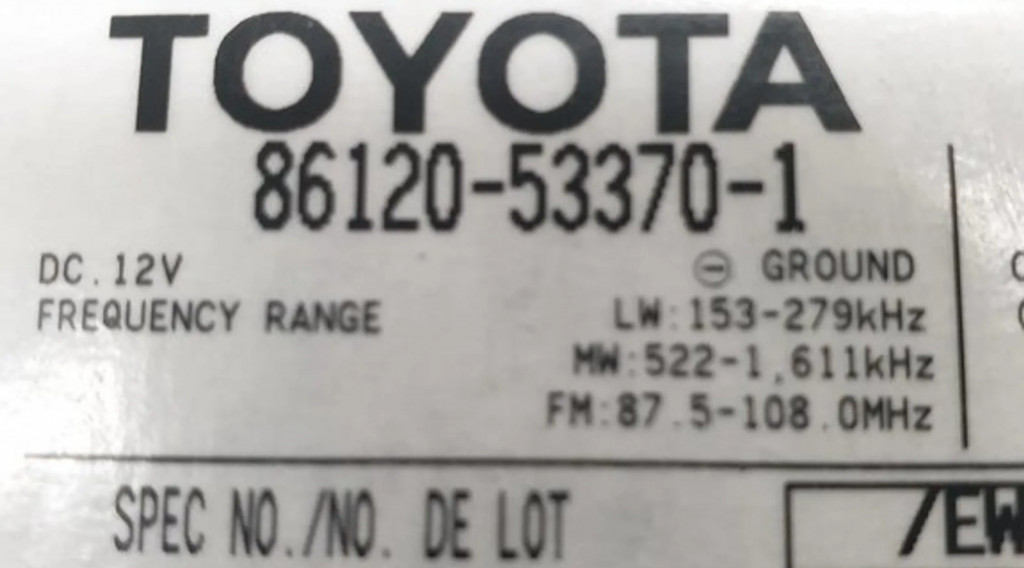 TOYOTA
86120-53370-1
DC.12V ⊖ GROUND
FREQUENCY RANGE LW:153-279kHz
MW:522-1,611kHz
FM:87.5-108.0MHz
SPEC NO./NO. DE LOT /EW